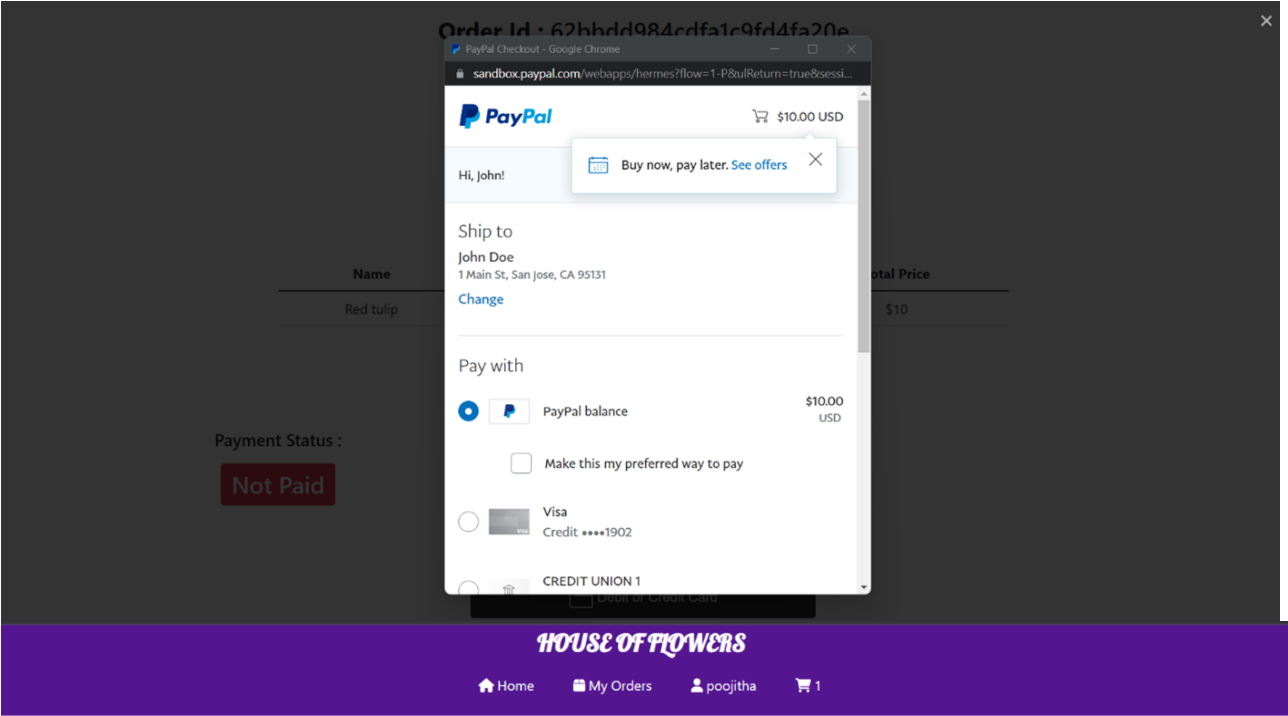 Order Id : 62bbdd984cdfa1c9fd4fa20e
PayPal Checkout - Google Chrome
sandbox.paypal.com/webapps/hermes?flow=1-P&ulReturn=true&sessi...
PayPal
$10.00 USD
Buy now, pay later. See offers
Hi, John!
Ship to
John Doe
1 Main St, San Jose, CA 95131
Change
Name
otal Price
Red tulip
$10
Pay with
PayPal balance
$10.00
USD
Make this my preferred way to pay
Payment Status :
Not Paid
Visa
Credit ••••1902
VISA
CREDIT UNION 1
Debit or Credit Card
HOUSE OF FLOWERS
Home
My Orders
poojitha
1